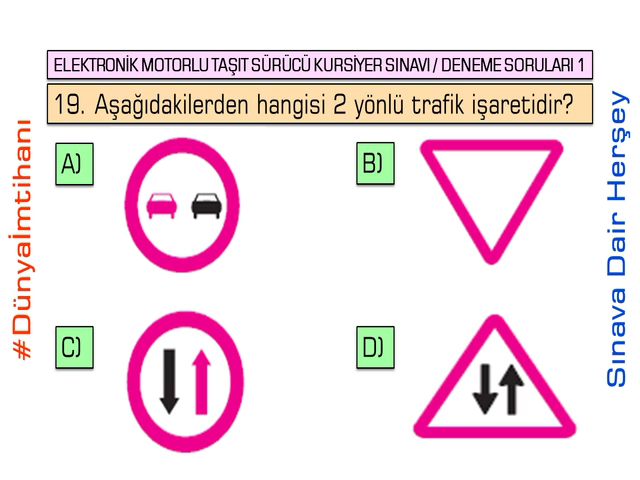 ELEKTRONİK MOTORLU TAŞIT SÜRÜCÜ KURSİYER SINAVI / DENEME SORULARI 1
19. Aşağıdakilerden hangisi 2 yönlü trafik işaretidir?
A)
B)
C)
D)
#Dünyaİmtihanı
Sınava Dair Herşey